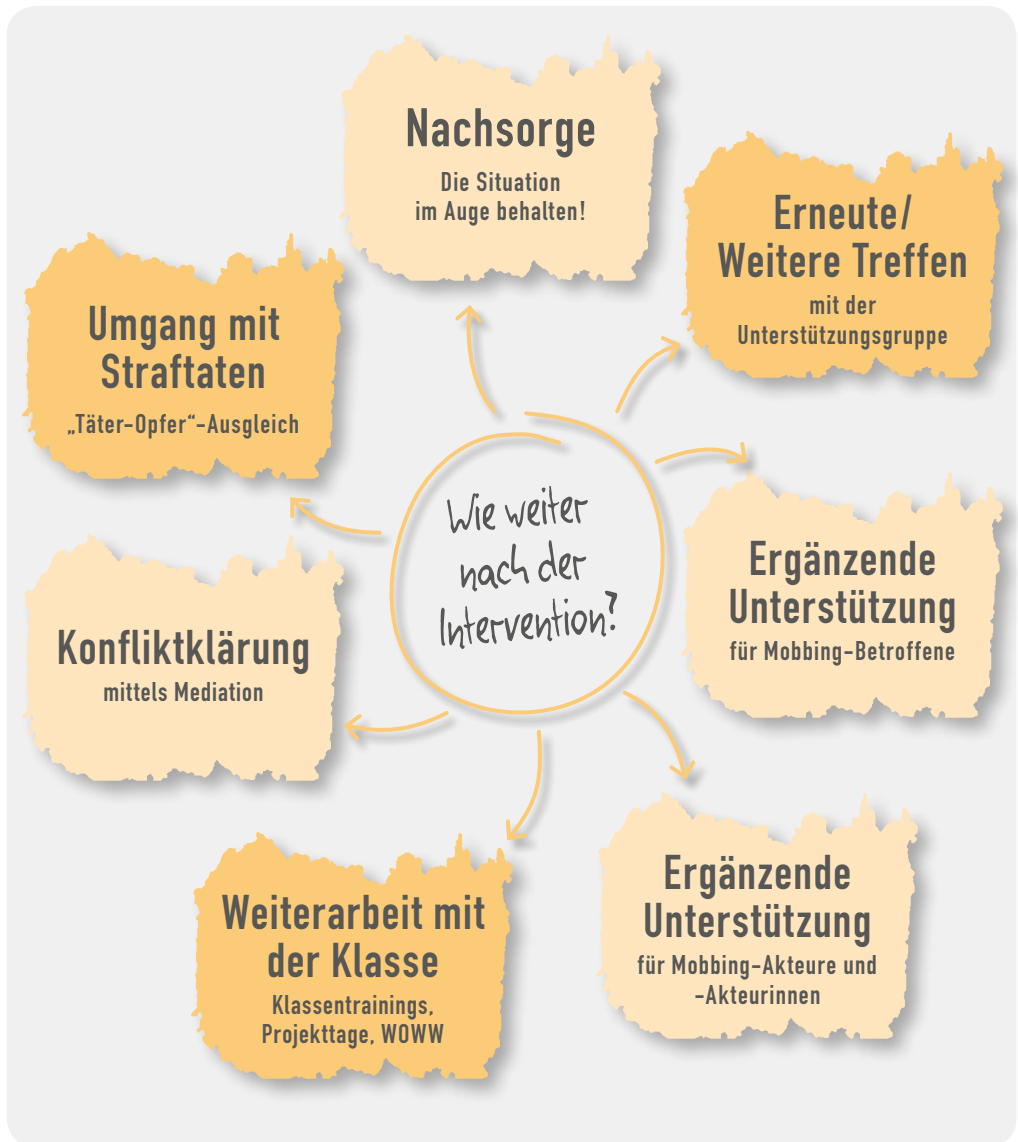 Nachsorge
Die Situation
im Auge behalten!
Erneute/
Weitere Treffen
mit der
Unterstützungsgruppe
Umgang mit
Straftaten
„Täter-Opfer“-Ausgleich
Wie weiter
nach der
Intervention?
Ergänzende
Unterstützung
für Mobbing-Betroffene
Konfliktklärung
mittels Mediation
Ergänzende
Unterstützung
für Mobbing-Akteure und
-Akteurinnen
Weiterarbeit mit
der Klasse
Klassentrainings,
Projekttage, WOWW